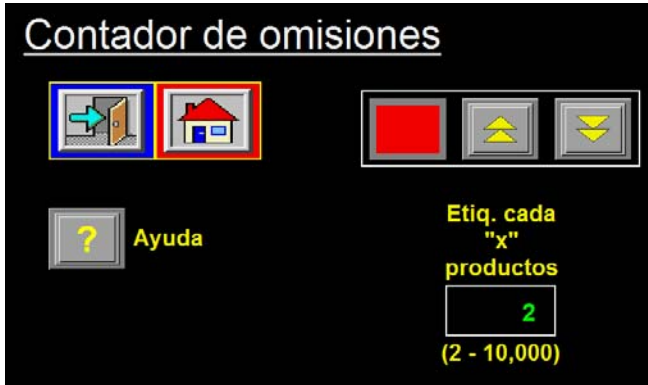 Contador de omisiones
?
Ayuda
Etiq. cada
"x"
productos
2
(2 - 10,000)